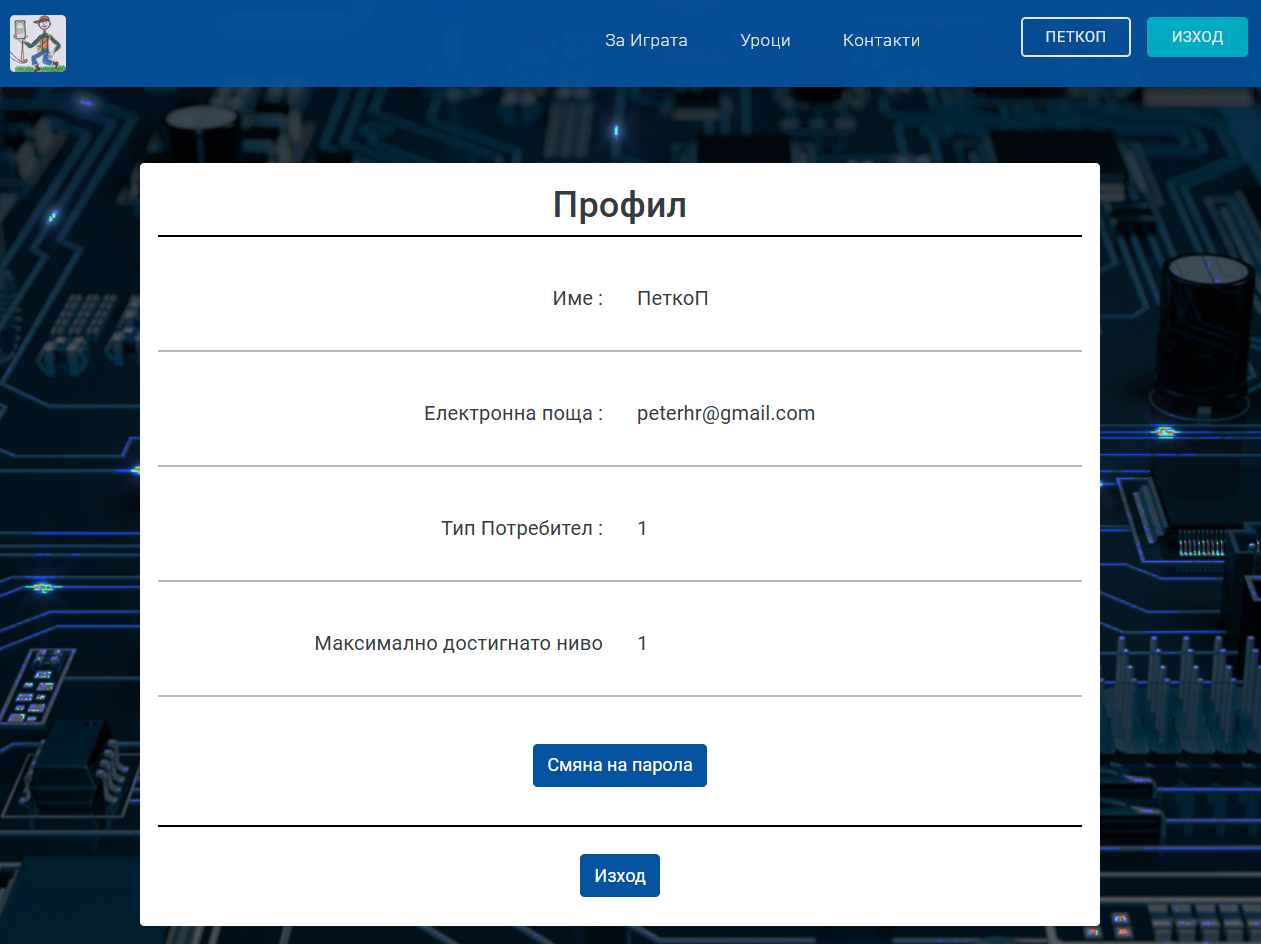 За Играта
Уроци
Контакти
ПЕТКОП
ИЗХОД
Профил
Име : ПеткоП
Електронна поща : peterhr@gmail.com
Тип Потребител : 1
Максимално достигнато ниво 1
Смяна на парола
Изход